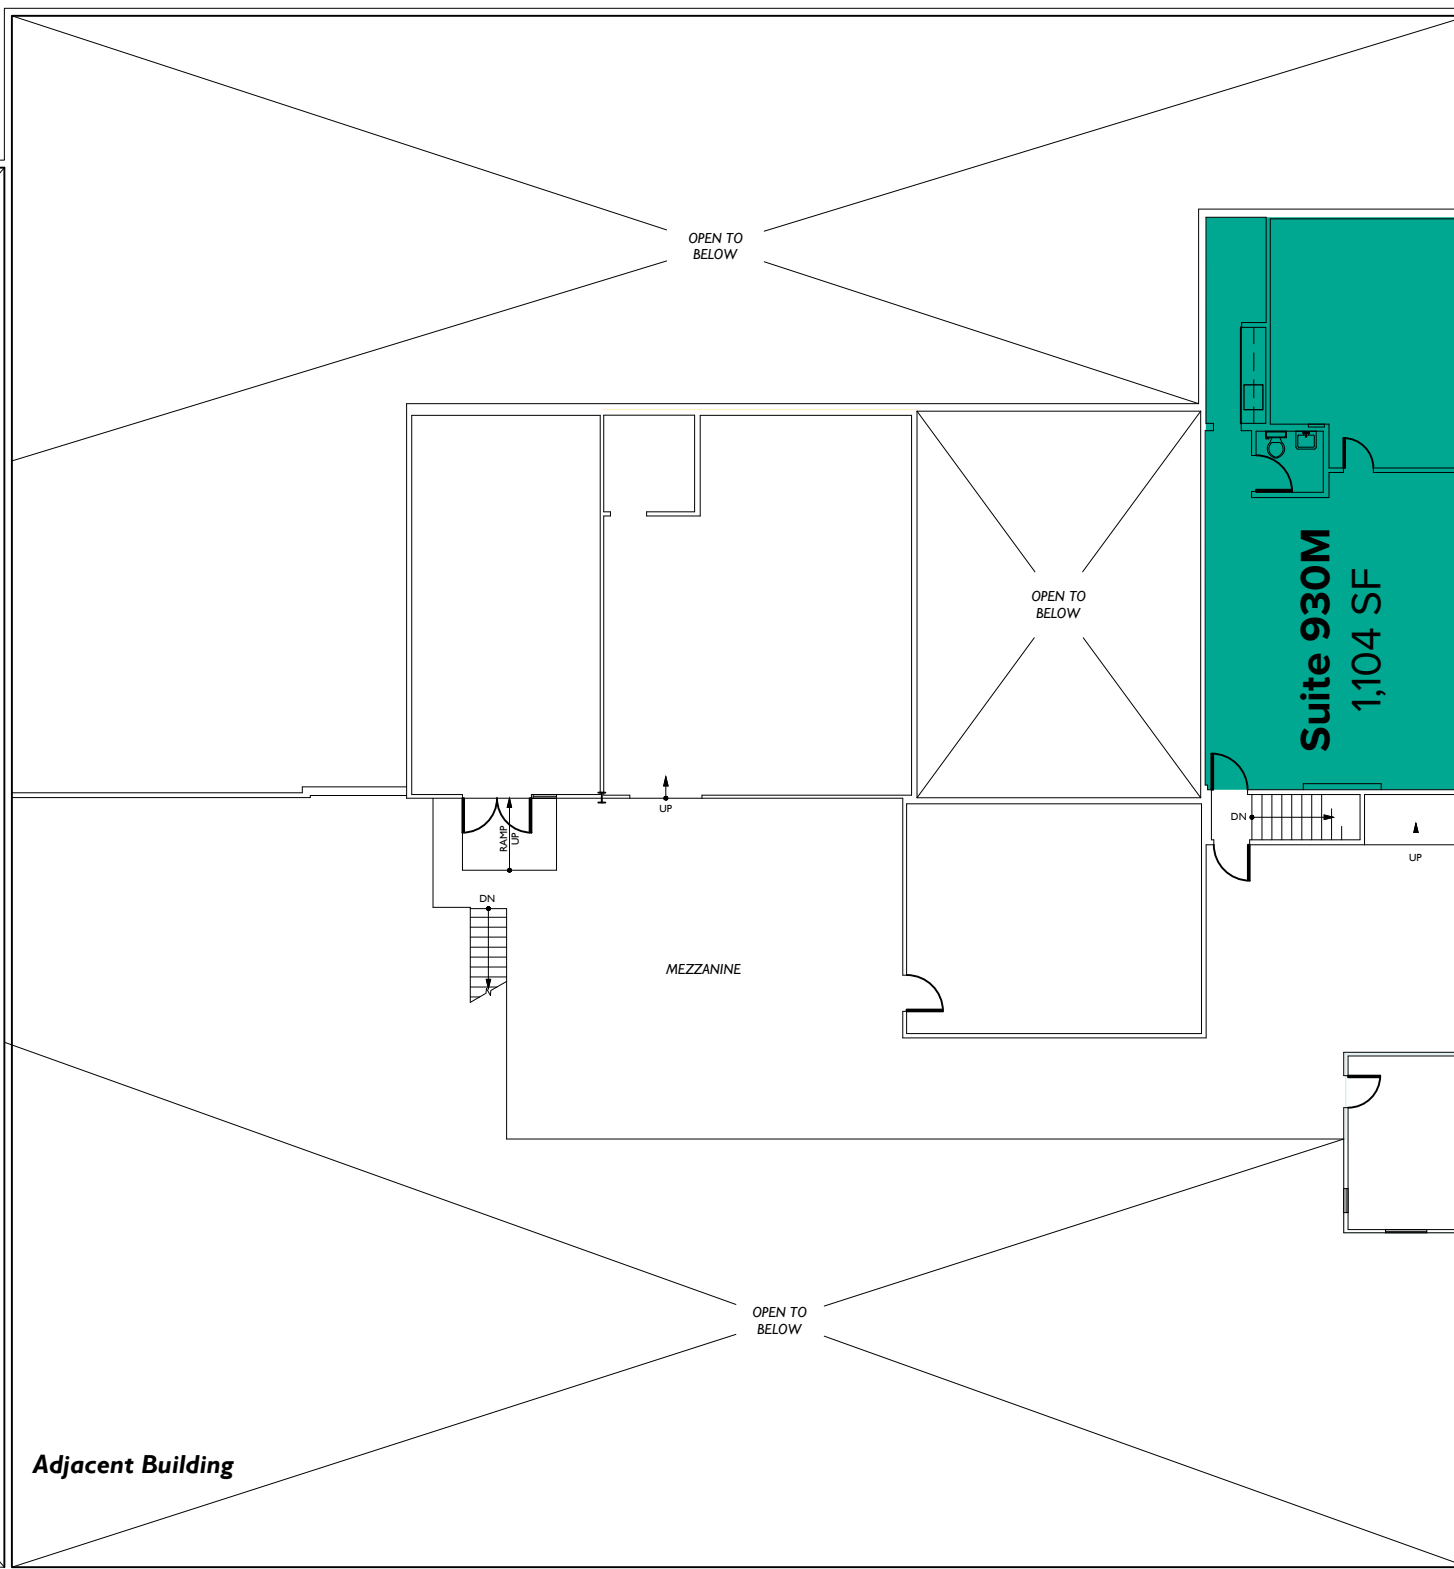 OPEN TO
BELOW
OPEN TO
BELOW
Suite 930M
1,104 SF
UP
RAMP
UP
DN
UP
DN
MEZZANINE
OPEN TO
BELOW
Adjacent Building